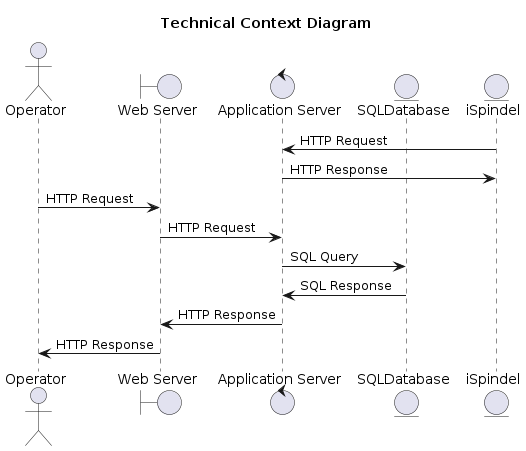 Technical Context Diagram
Operator
Web Server
Application Server
SQLDatabase
iSpindel
HTTP Request
HTTP Response
HTTP Request
HTTP Request
SQL Query
SQL Response
HTTP Response
HTTP Response
Operator
Web Server
Application Server
SQLDatabase
iSpindel